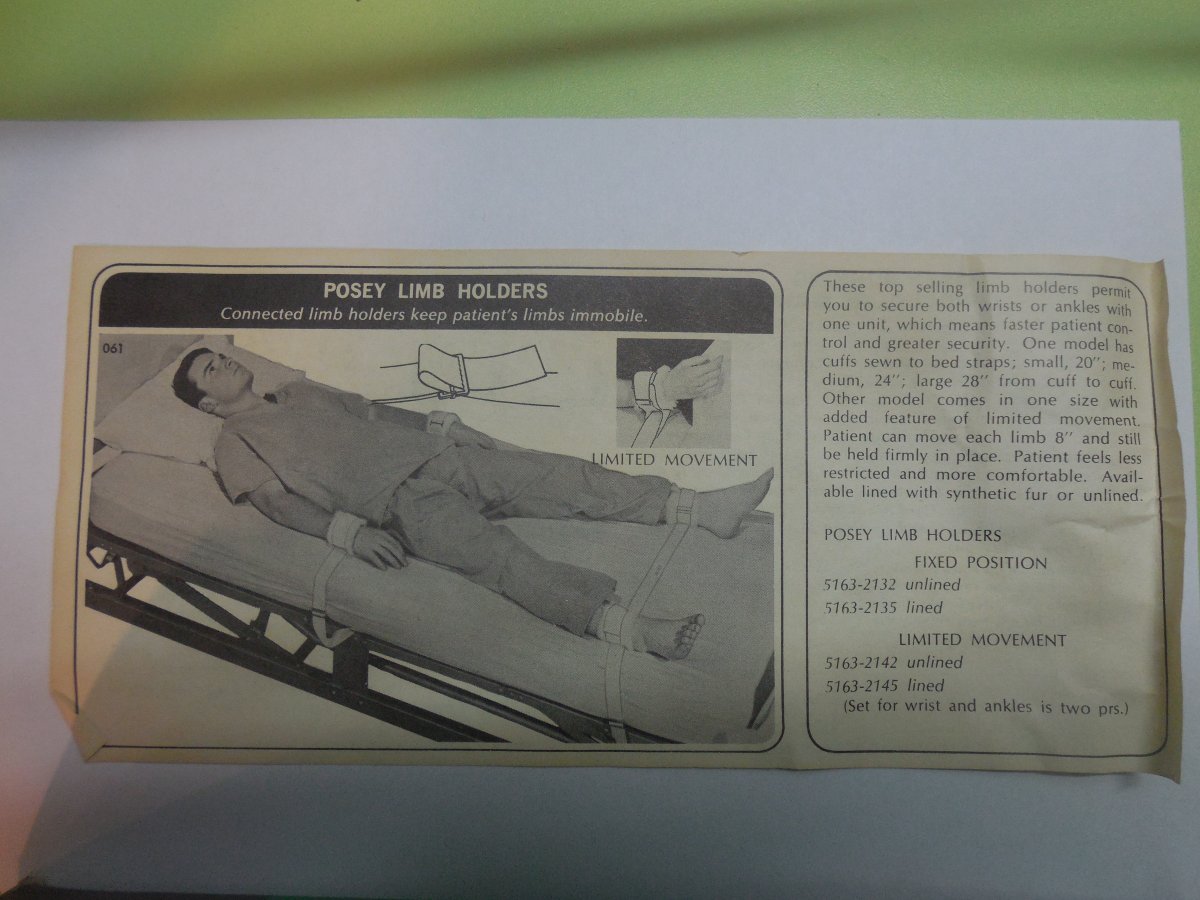 POSEY LIMB HOLDERS
Connected limb holders keep patient's limbs immobile.
061
LIMITED MOVEMENT
These top selling limb holders permit
you to secure both wrists or ankles with
one unit, which means faster patient con-
trol and greater security. One model has
cuffs sewn to bed straps; small, 20"; me-
dium, 24"; large 28" from cuff to cuff.
Other model comes in one size with
added feature of limited movement.
Patient can move each limb 8" and still
be held firmly in place. Patient feels less
restricted and more comfortable. Avail-
able lined with synthetic fur or unlined.
POSEY LIMB HOLDERS
FIXED POSITION
5163-2132 unlined
5163-2135 lined
LIMITED MOVEMENT
5163-2142 unlined
5163-2145 lined
(Set for wrist and ankles is two prs.)